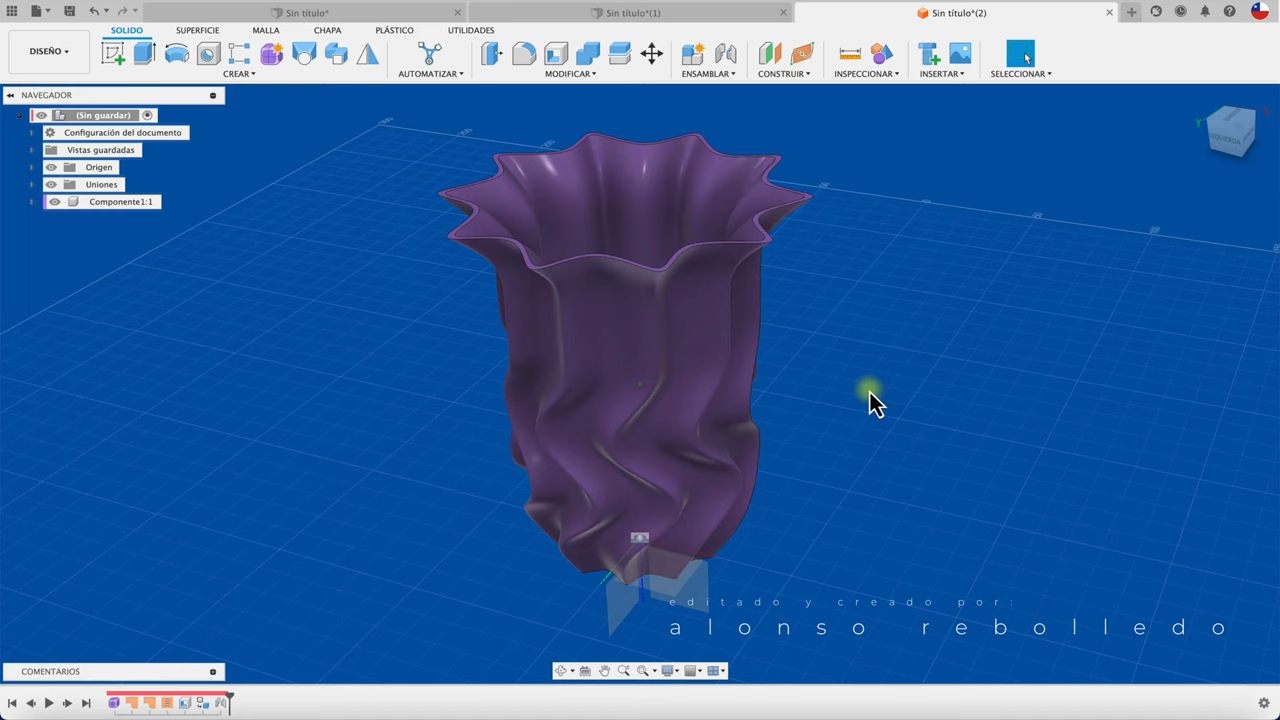 Sin título*
Sin título*(1)
Sin título*(2)
SOLIDO
SUPERFICIE
MALLA
CHAPA
PLÁSTICO
UTILIDADES
DISEÑO
CREAR
AUTOMATIZAR
MODIFICAR
ENSAMBLAR
CONSTRUIR
INSPECCIONAR
INSERTAR
SELECCIONAR
NAVEGADOR
(Sin guardar)
Configuración del documento
Vistas guardadas
Origen
Uniones
Componente1:1
Y
IZQUIERDA
editado y creado por:
alonso rebolledo
COMENTARIOS